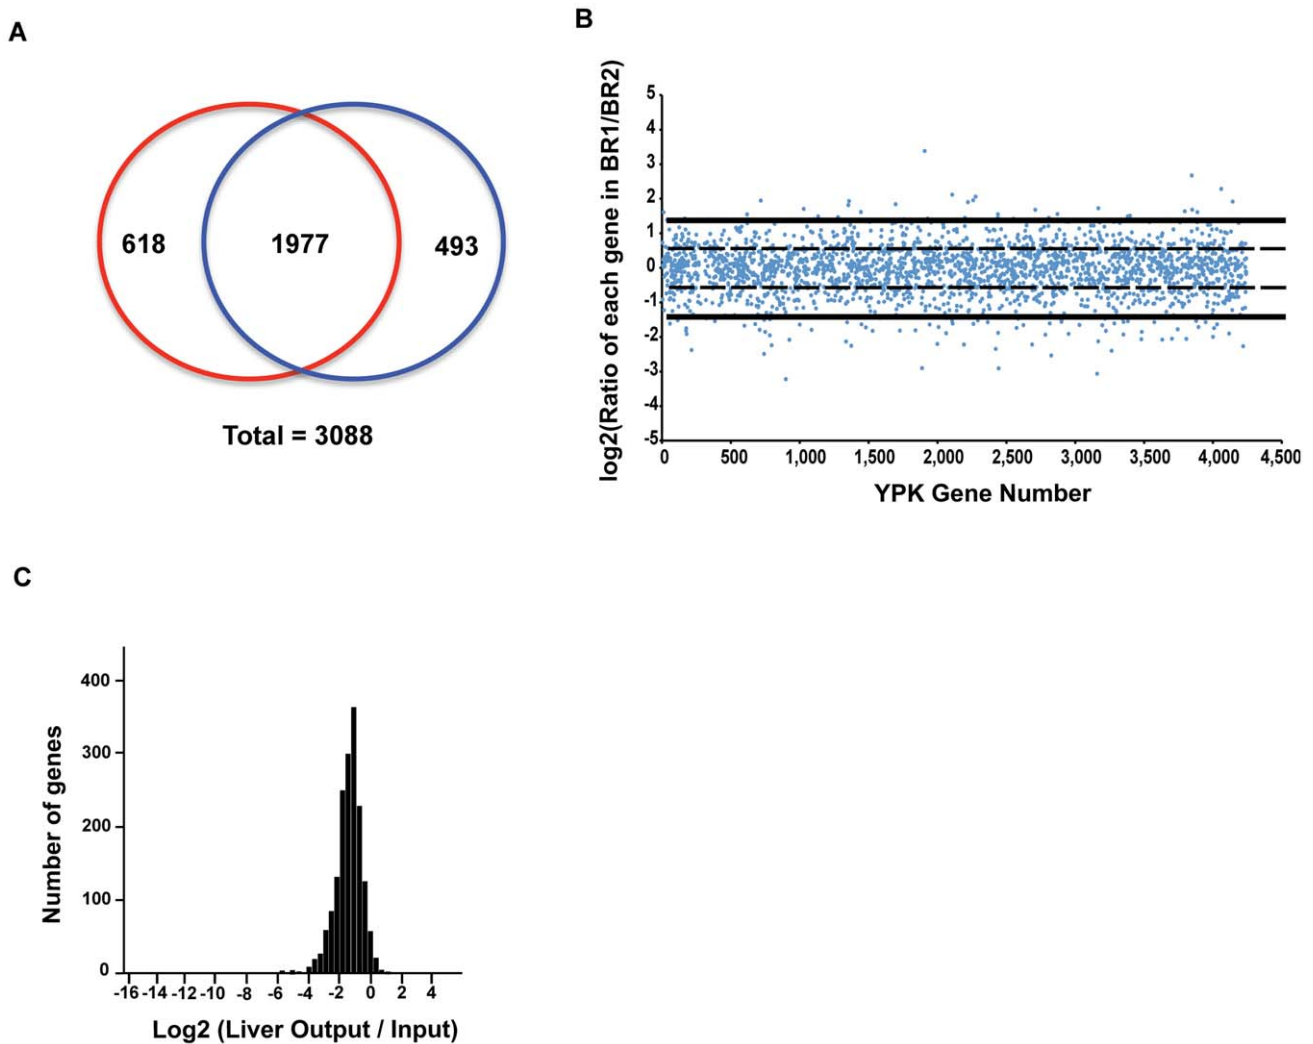 A
618
1977
493
Total = 3088
B
log2(Ratio of each gene in BR1/BR2)
5
4
3
2
1
0
-1
-2
-3
-4
-5
0 500 1,000 1,500 2,000 2,500 3,000 3,500 4,000 4,500
YPK Gene Number
C
Number of genes
400
300
200
100
0
-16 -14 -12 -10 -8 -6 -4 -2 0 2 4
Log2 (Liver Output / Input)